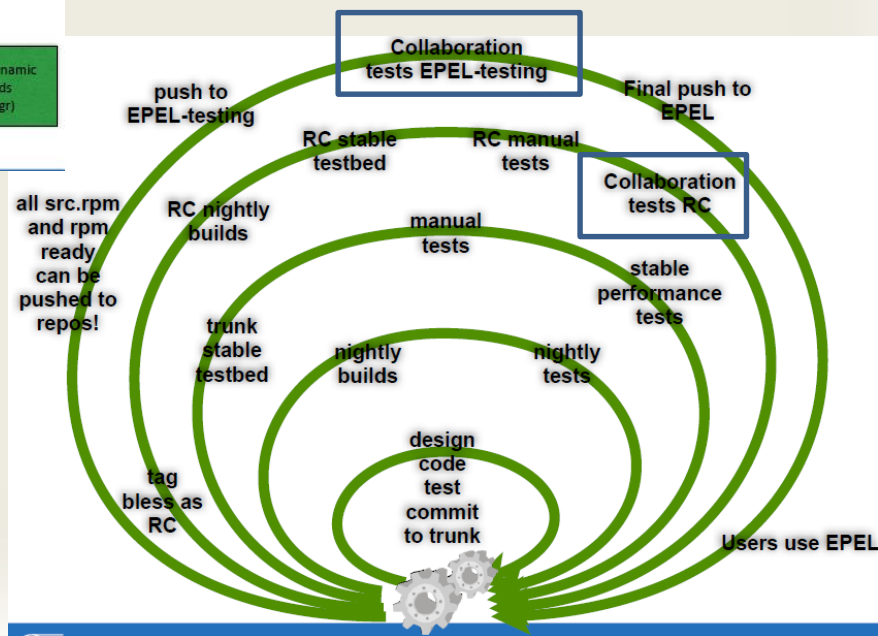 Collaboration
tests EPEL-testing
push to
EPEL-testing
Final push to
EPEL
RC stable
testbed
RC manual
tests
Collaboration
tests RC
all src.rpm
and rpm
ready
can be
pushed to
repos!
RC nightly
builds
manual
tests
stable
performance
tests
trunk
stable
testbed
nightly
builds
nightly
tests
design
code
test
commit
to trunk
tag
bless as
RC
Users use EPEL